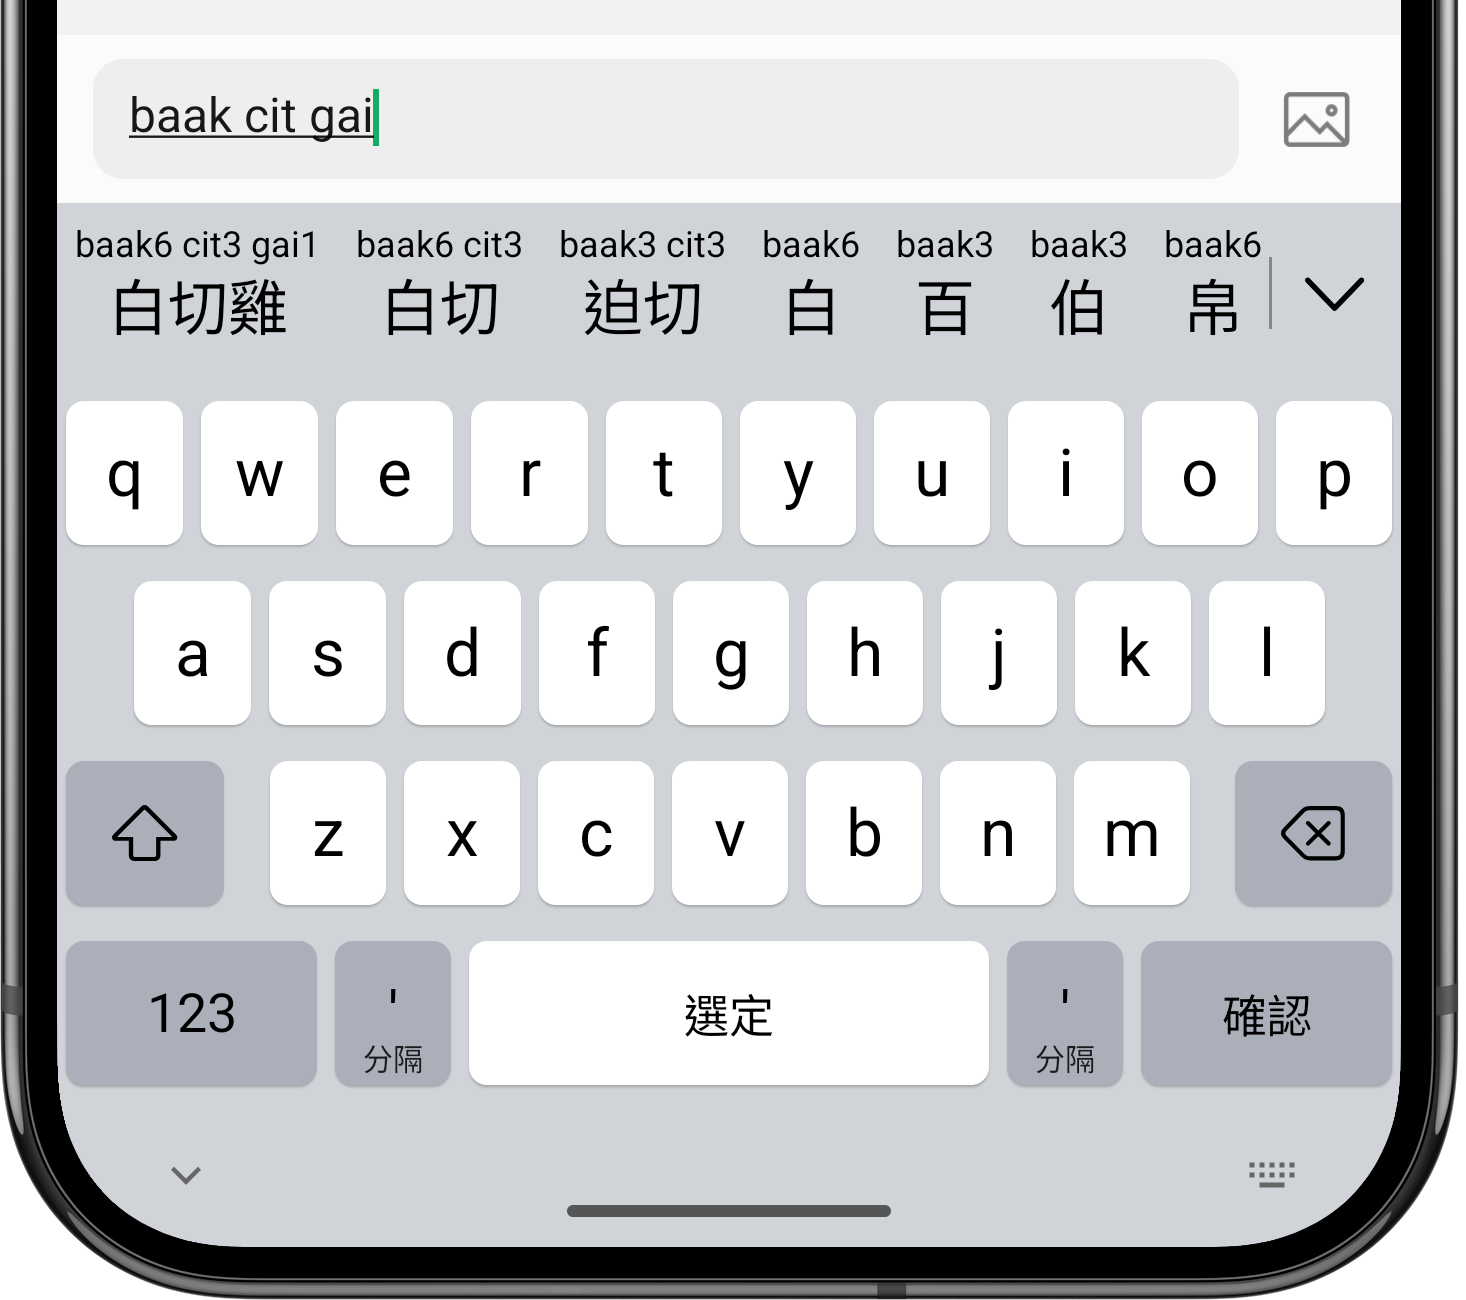 baak cit gai
baak6 cit3 gai1 baak6 cit3 baak3 cit3 baak6 baak3 baak3 baak6
白切雞 白切 迫切 白 百 伯 帛
q w e r t y u i o p
a s d f g h j k l
z x c v b n m
123 ' 選定 ' 確認
分隔 分隔